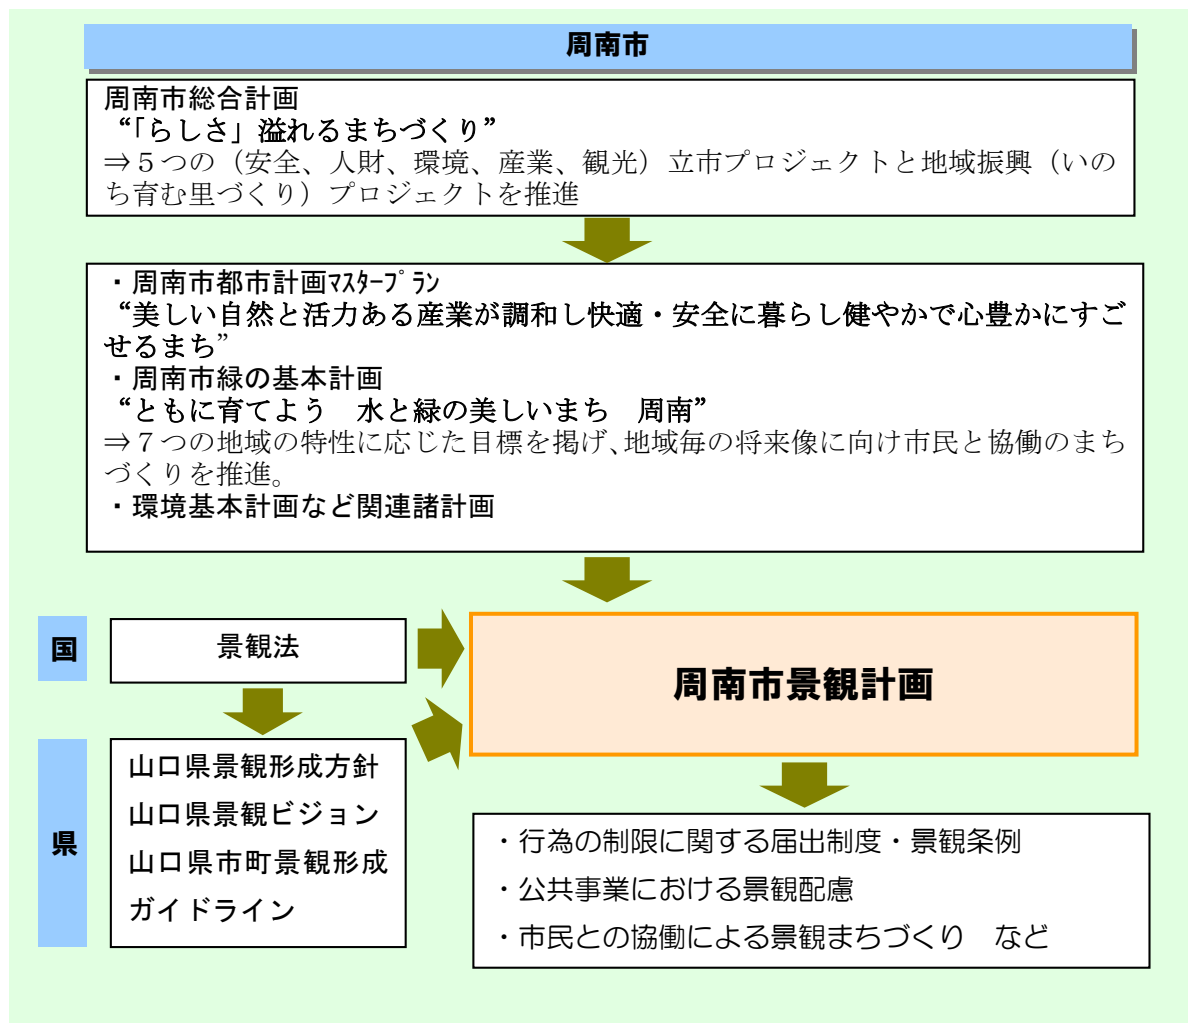 周南市
周南市総合計画
“「らしさ」溢れるまちづくり”
⇒５つの（安全、人財、環境、産業、観光）立市プロジェクトと地域振興（いの
ち育む里づくり）プロジェクトを推進
・周南市都市計画ﾏｽﾀｰﾌﾟﾗﾝ
“美しい自然と活力ある産業が調和し快適・安全に暮らし健やかで心豊かにすご
せるまち”
・周南市緑の基本計画
“ともに育てよう　水と緑の美しいまち　周南”
⇒７つの地域の特性に応じた目標を掲げ、地域毎の将来像に向け市民と協働のまち
づくりを推進。
・環境基本計画など関連諸計画
国
景観法
周南市景観計画
県
山口県景観形成方針
山口県景観ビジョン
山口県市町景観形成
ガイドライン
・行為の制限に関する届出制度・景観条例
・公共事業における景観配慮
・市民との協働による景観まちづくり　など